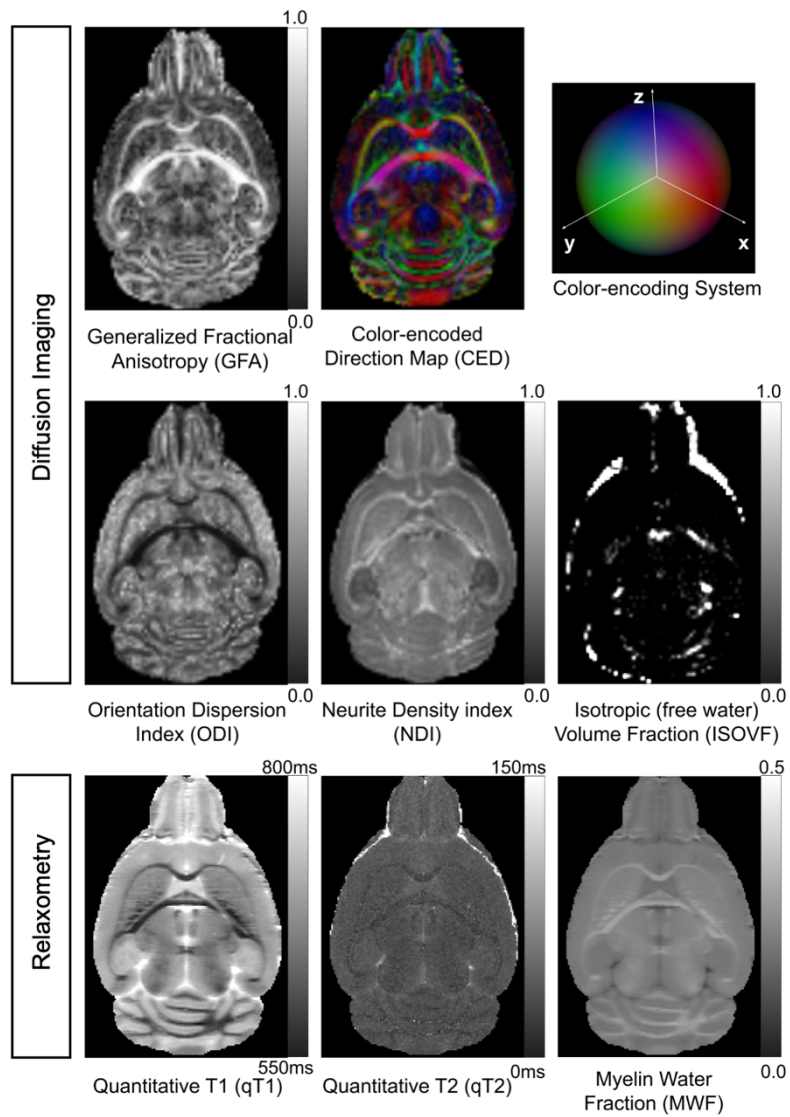 Diffusion Imaging
1.0
0.0
Generalized Fractional
Anisotropy (GFA)
Color-encoded
Direction Map (CED)
z
y
x
Color-encoding System
1.0
0.0
Orientation Dispersion
Index (ODI)
1.0
0.0
Neurite Density index
(NDI)
1.0
0.0
Isotropic (free water)
Volume Fraction (ISOVF)
Relaxometry
800ms
550ms
Quantitative T1 (qT1)
150ms
0ms
Quantitative T2 (qT2)
0.5
0.0
Myelin Water
Fraction (MWF)